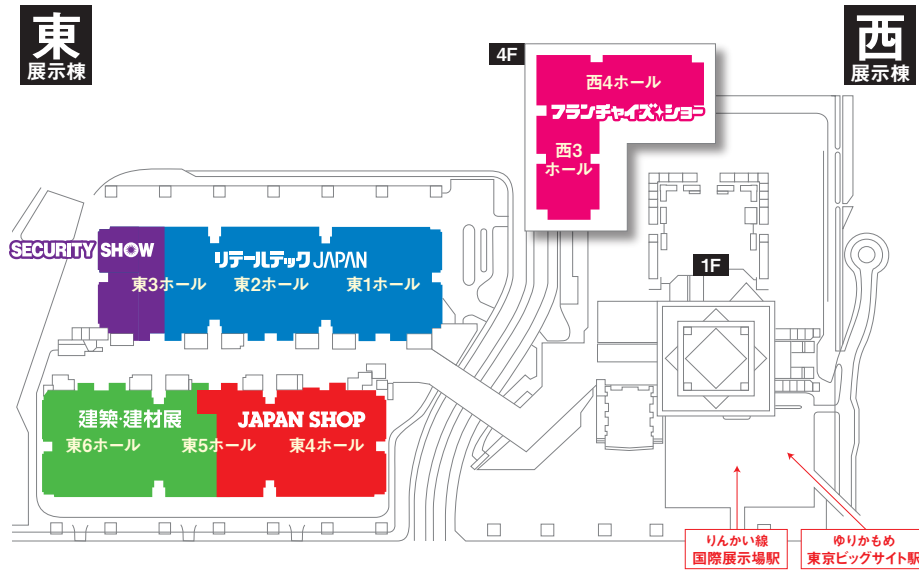 東
展示棟
西
展示棟
4F
西4ホール
フランチャイズ・ショー
西3
ホール
SECURITY SHOW
リテールテックJAPAN
東3ホール
東2ホール
東1ホール
1F
建築・建材展
JAPAN SHOP
東6ホール
東5ホール
東4ホール
りんかい線
国際展示場駅
ゆりかもめ
東京ビッグサイト駅